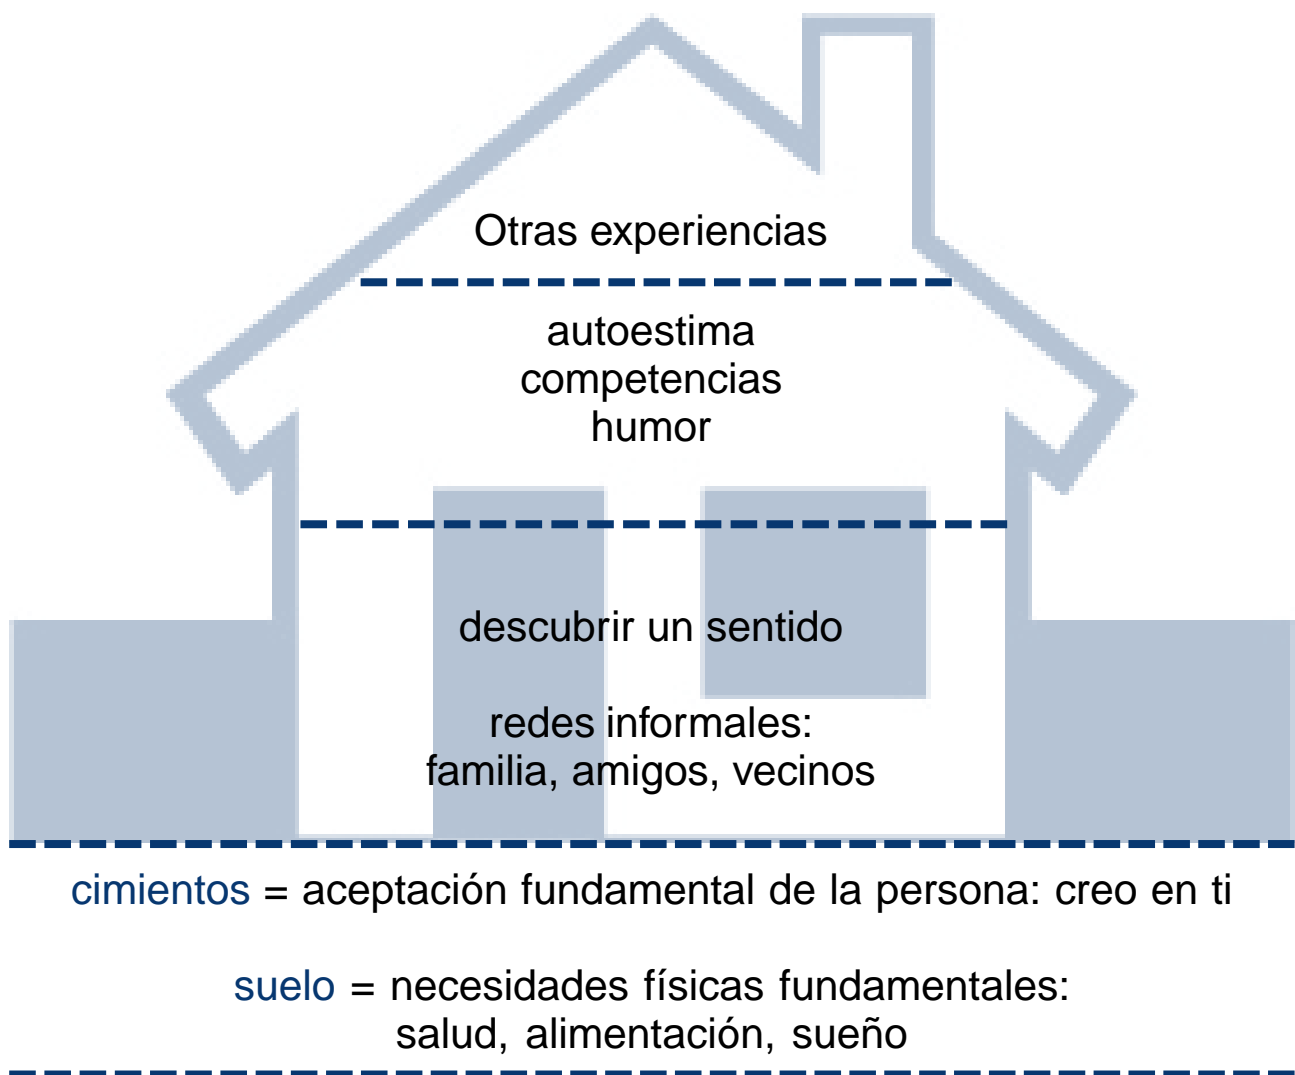 Otras experiencias
autoestima
competencias
humor
descubrir un sentido
redes informales:
familia, amigos, vecinos
cimientos = aceptación fundamental de la persona: creo en ti
suelo = necesidades físicas fundamentales:
salud, alimentación, sueño